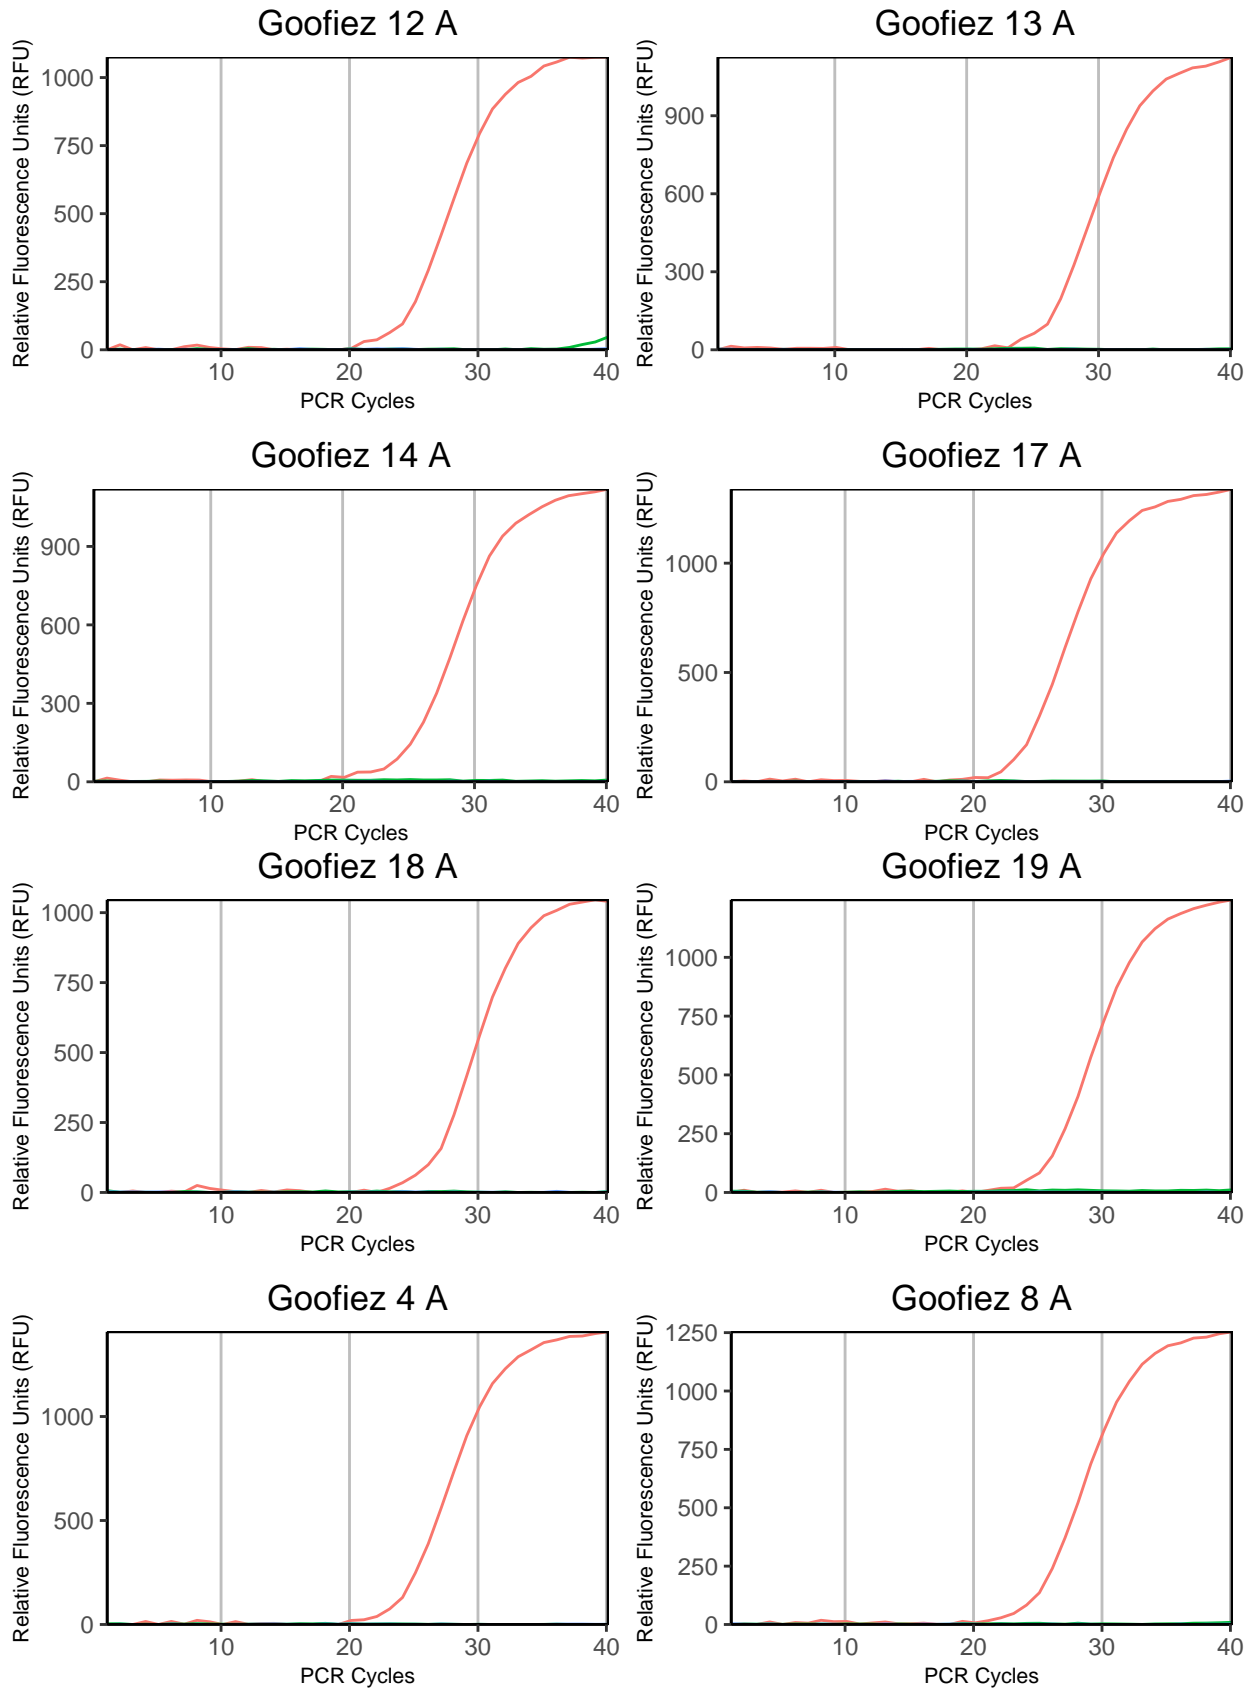 Goofiez 12 A
Relative Fluorescence Units (RFU)
1000
750
500
250
0
10 20 30 40
PCR Cycles
Goofiez 13 A
Relative Fluorescence Units (RFU)
900
600
300
0
10 20 30 40
PCR Cycles
Goofiez 14 A
Relative Fluorescence Units (RFU)
900
600
300
0
10 20 30 40
PCR Cycles
Goofiez 17 A
Relative Fluorescence Units (RFU)
1000
500
0
10 20 30 40
PCR Cycles
Goofiez 18 A
Relative Fluorescence Units (RFU)
1000
750
500
250
0
10 20 30 40
PCR Cycles
Goofiez 19 A
Relative Fluorescence Units (RFU)
1000
750
500
250
0
10 20 30 40
PCR Cycles
Goofiez 4 A
Relative Fluorescence Units (RFU)
1000
500
0
10 20 30 40
PCR Cycles
Goofiez 8 A
Relative Fluorescence Units (RFU)
1250
1000
750
500
250
0
10 20 30 40
PCR Cycles